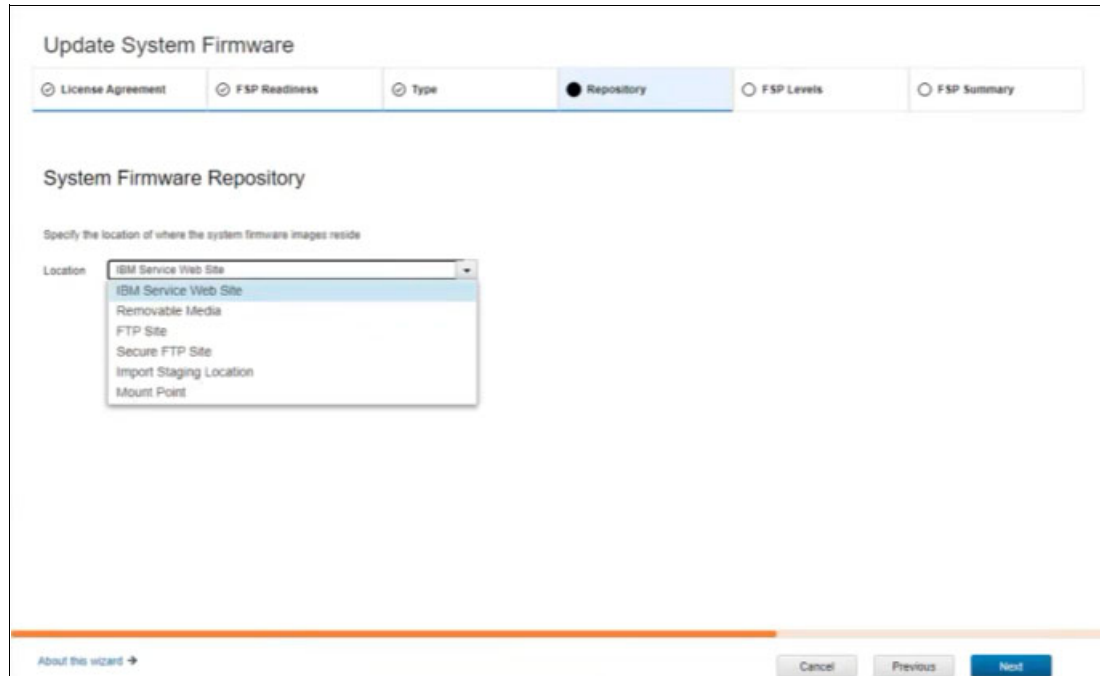 Update System Firmware
License Agreement
FSP Readiness
Type
Repository
FSP Levels
FSP Summary
System Firmware Repository
Specify the location of where the system firmware images reside
Location
IBM Service Web Site
IBM Service Web Site
Removable Media
FTP Site
Secure FTP Site
Import Staging Location
Mount Point
About this wizard →
Cancel
Previous
Next